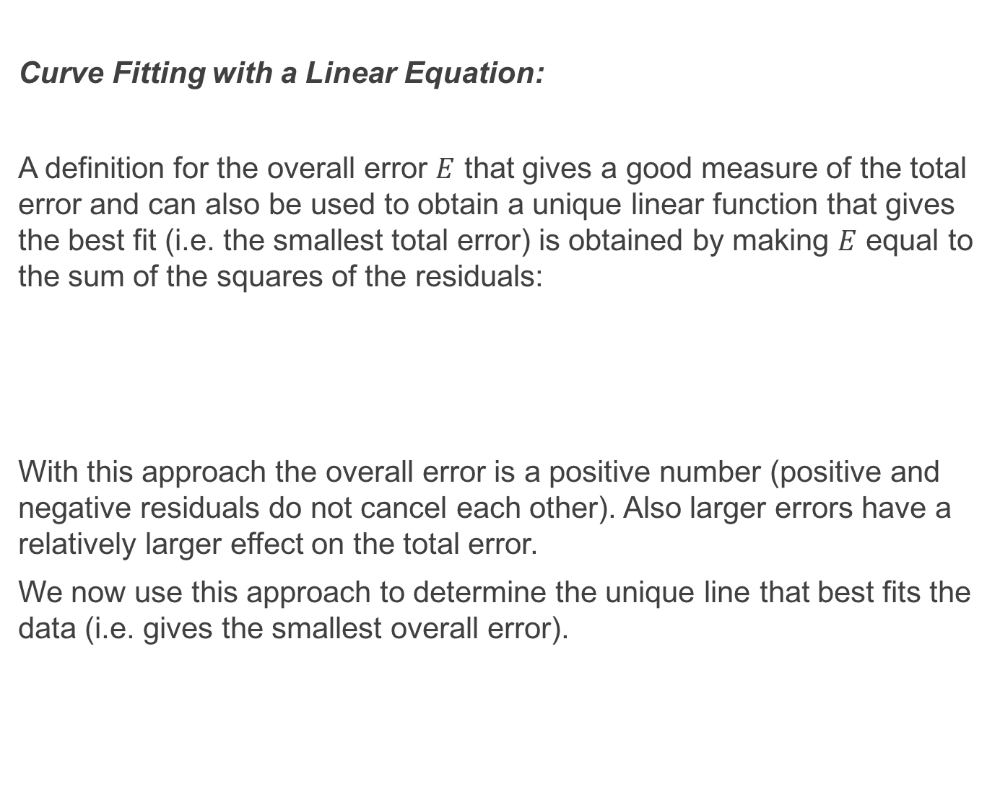 Curve Fitting with a Linear Equation:
A definition for the overall error E that gives a good measure of the total
error and can also be used to obtain a unique linear function that gives
the best fit (i.e. the smallest total error) is obtained by making E equal to
the sum of the squares of the residuals:
With this approach the overall error is a positive number (positive and
negative residuals do not cancel each other). Also larger errors have a
relatively larger effect on the total error.
We now use this approach to determine the unique line that best fits the
data (i.e. gives the smallest overall error).